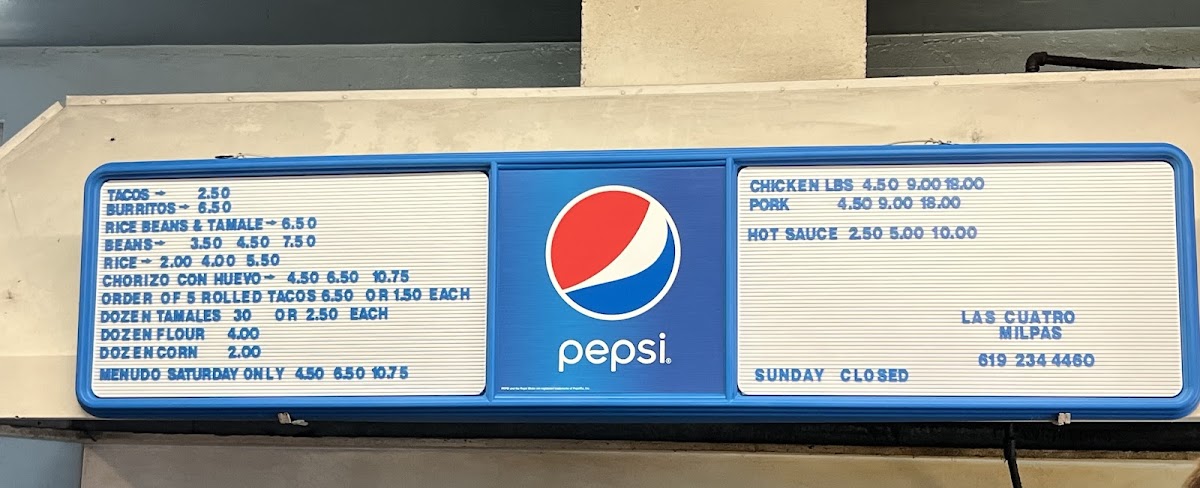 TACOS → 2.50
BURRITOS → 6.50
RICE BEANS & TAMALE → 6.50
BEANS → 3.50 4.50 7.50
RICE → 2.00 4.00 5.50
CHORIZO CON HUEVO → 4.50 6.50 10.75
ORDER OF 5 ROLLED TACOS 6.50 OR 1.50 EACH
DOZEN TAMALES 30 OR 2.50 EACH
DOZEN FLOUR 4.00
DOZEN CORN 2.00
MENUDO SATURDAY ONLY 4.50 6.50 10.75
pepsi®
CHICKEN LBS 4.50 9.00 18.00
PORK 4.50 9.00 18.00
HOT SAUCE 2.50 5.00 10.00
LAS CUATRO
MILPAS
619 234 4460
SUNDAY CLOSED